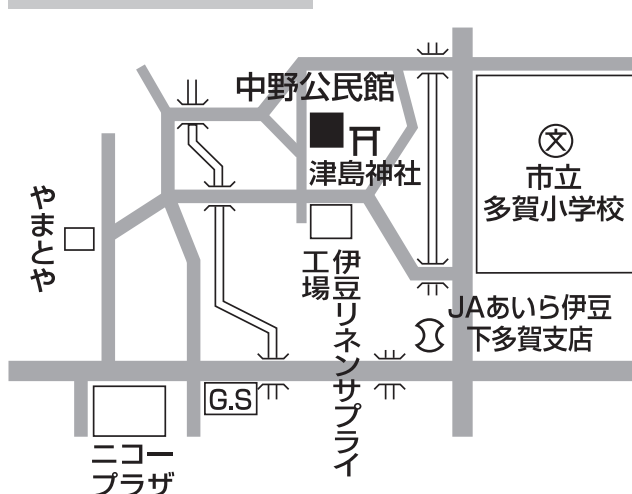 中野公民館
津島神社
文
市立
多賀小学校
やまとや
伊豆リネンサプライ
工場
JAあいら伊豆
下多賀支店
G.S
ニコー
プラザ